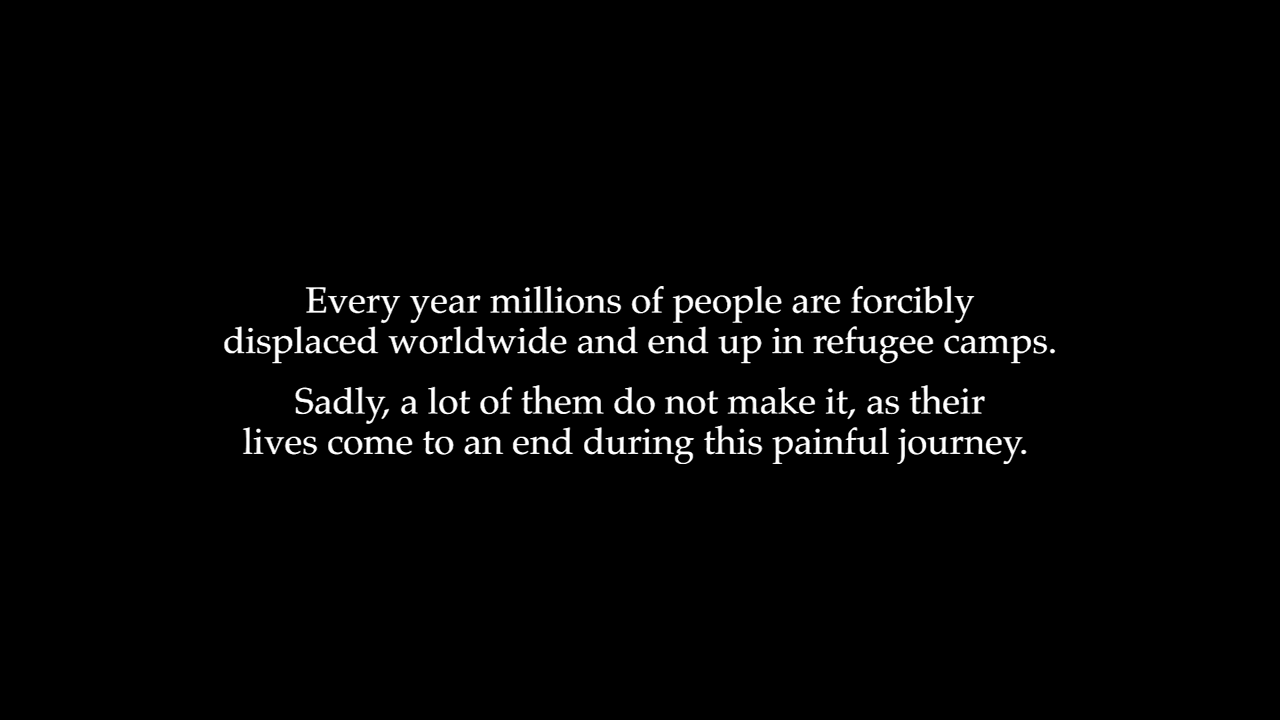 Every year millions of people are forcibly
displaced worldwide and end up in refugee camps.
Sadly, a lot of them do not make it, as their
lives come to an end during this painful journey.